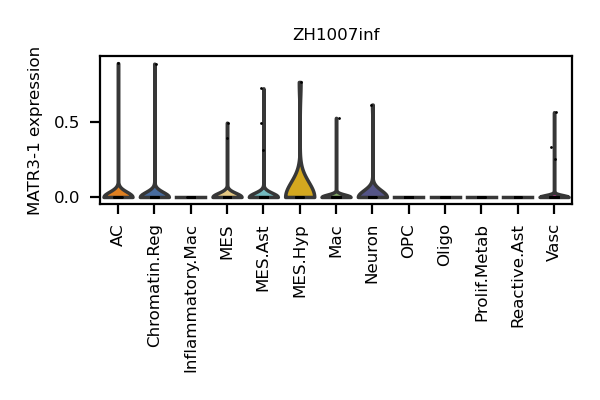 ZH1007inf
MATR3-1 expression
0.5
0.0
AC
Chromatin.Reg
Inflammatory.Mac
MES
MES.Ast
MES.Hyp
Mac
Neuron
OPC
Oligo
Prolif.Metab
Reactive.Ast
Vasc